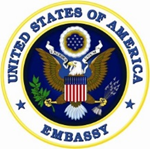 UNITED STATES OF AMERICA
EMBASSY